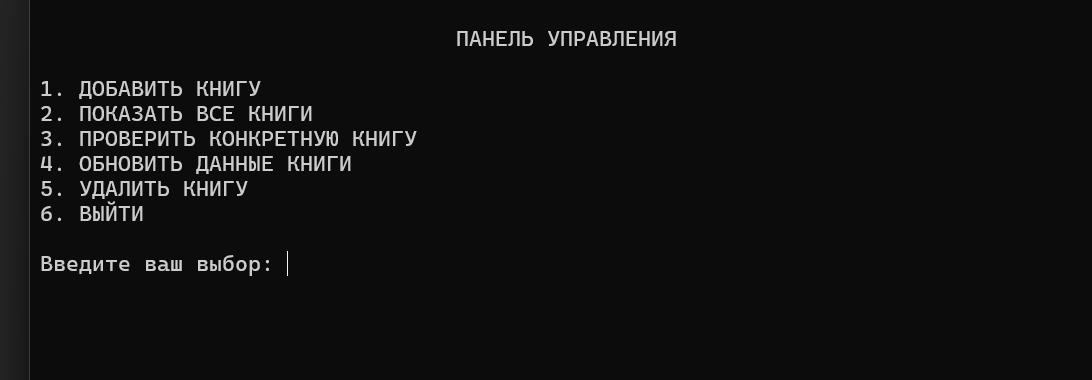 ПАНЕЛЬ УПРАВЛЕНИЯ
1. ДОБАВИТЬ КНИГУ
2. ПОКАЗАТЬ ВСЕ КНИГИ
3. ПРОВЕРИТЬ КОНКРЕТНУЮ КНИГУ
4. ОБНОВИТЬ ДАННЫЕ КНИГИ
5. УДАЛИТЬ КНИГУ
6. ВЫЙТИ
Введите ваш выбор: